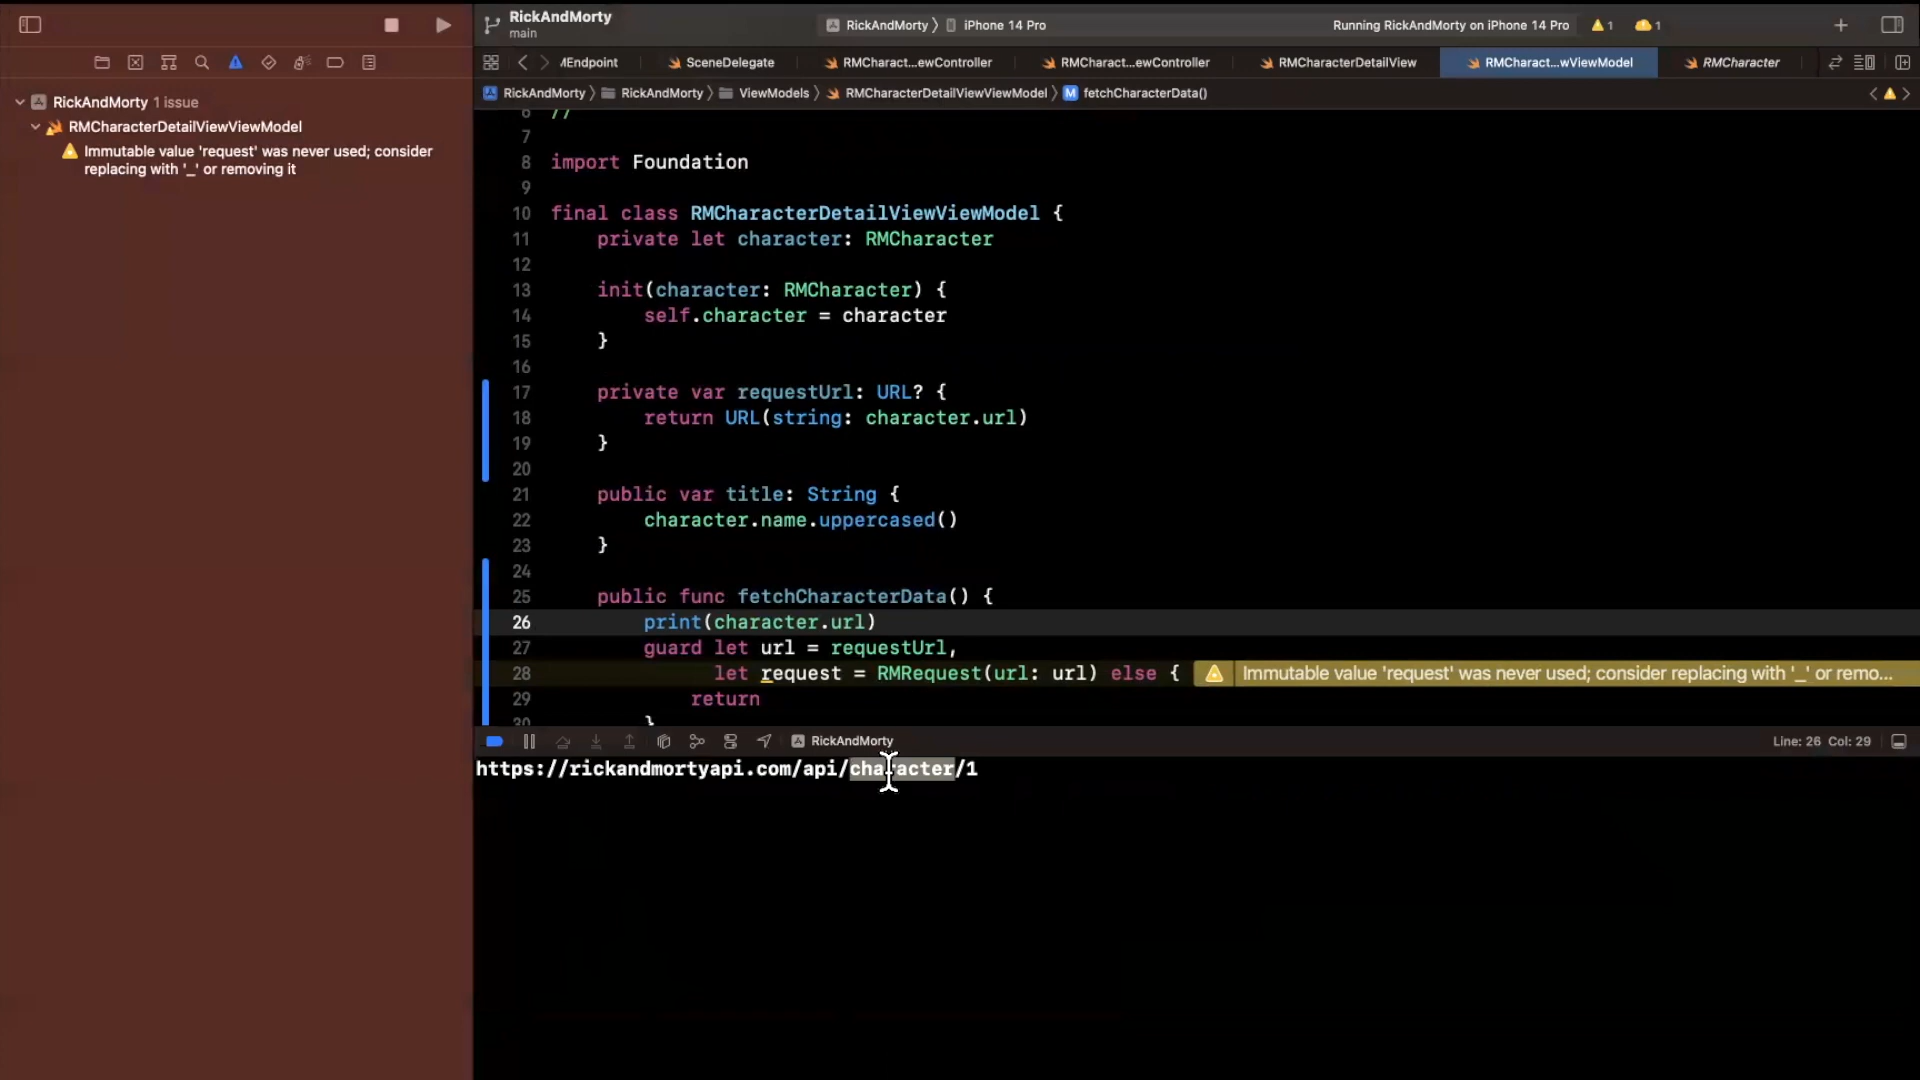 RickAndMorty
main
RickAndMorty
iPhone 14 Pro
Running RickAndMorty on iPhone 14 Pro
1
1
Endpoint
SceneDelegate
RMCharact...ewController
RMCharact...ewController
RMCharacterDetailView
RMCharact...wViewModel
RMCharacter
RickAndMorty
RickAndMorty
ViewModels
RMCharacterDetailViewViewModel
M fetchCharacterData()
RickAndMorty 1 issue
RMCharacterDetailViewViewModel
Immutable value 'request' was never used; consider
replacing with '_' or removing it
6 //
7
8 import Foundation
9
10 final class RMCharacterDetailViewViewModel {
11 private let character: RMCharacter
12
13 init(character: RMCharacter) {
14 self.character = character
15 }
16
17 private var requestUrl: URL? {
18 return URL(string: character.url)
19 }
20
21 public var title: String {
22 character.name.uppercased()
23 }
24
25 public func fetchCharacterData() {
26 print(character.url)
27 guard let url = requestUrl,
28 let request = RMRequest(url: url) else { Immutable value 'request' was never used; consider replacing with '_' or remo...
29 return
30 }
RickAndMorty
Line: 26 Col: 29
https://rickandmortyapi.com/api/character/1